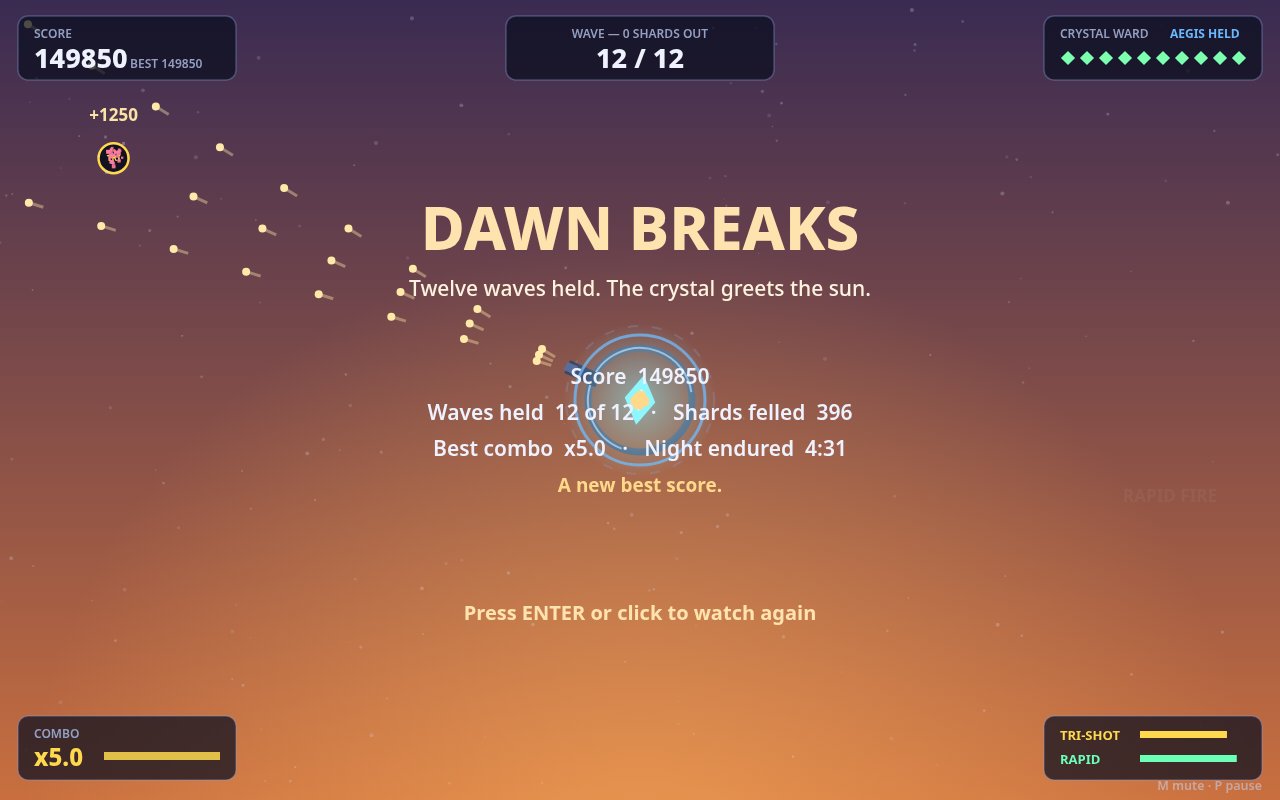 SCORE
149850 BEST 149850
WAVE — 0 SHARDS OUT
12 / 12
CRYSTAL WARD AEGIS HELD
+1250
DAWN BREAKS
Twelve waves held. The crystal greets the sun.
Score 149850
Waves held 12 of 12 · Shards felled 396
Best combo x5.0 · Night endured 4:31
A new best score.
RAPID FIRE
Press ENTER or click to watch again
COMBO
x5.0
TRI-SHOT
RAPID
M mute · P pause